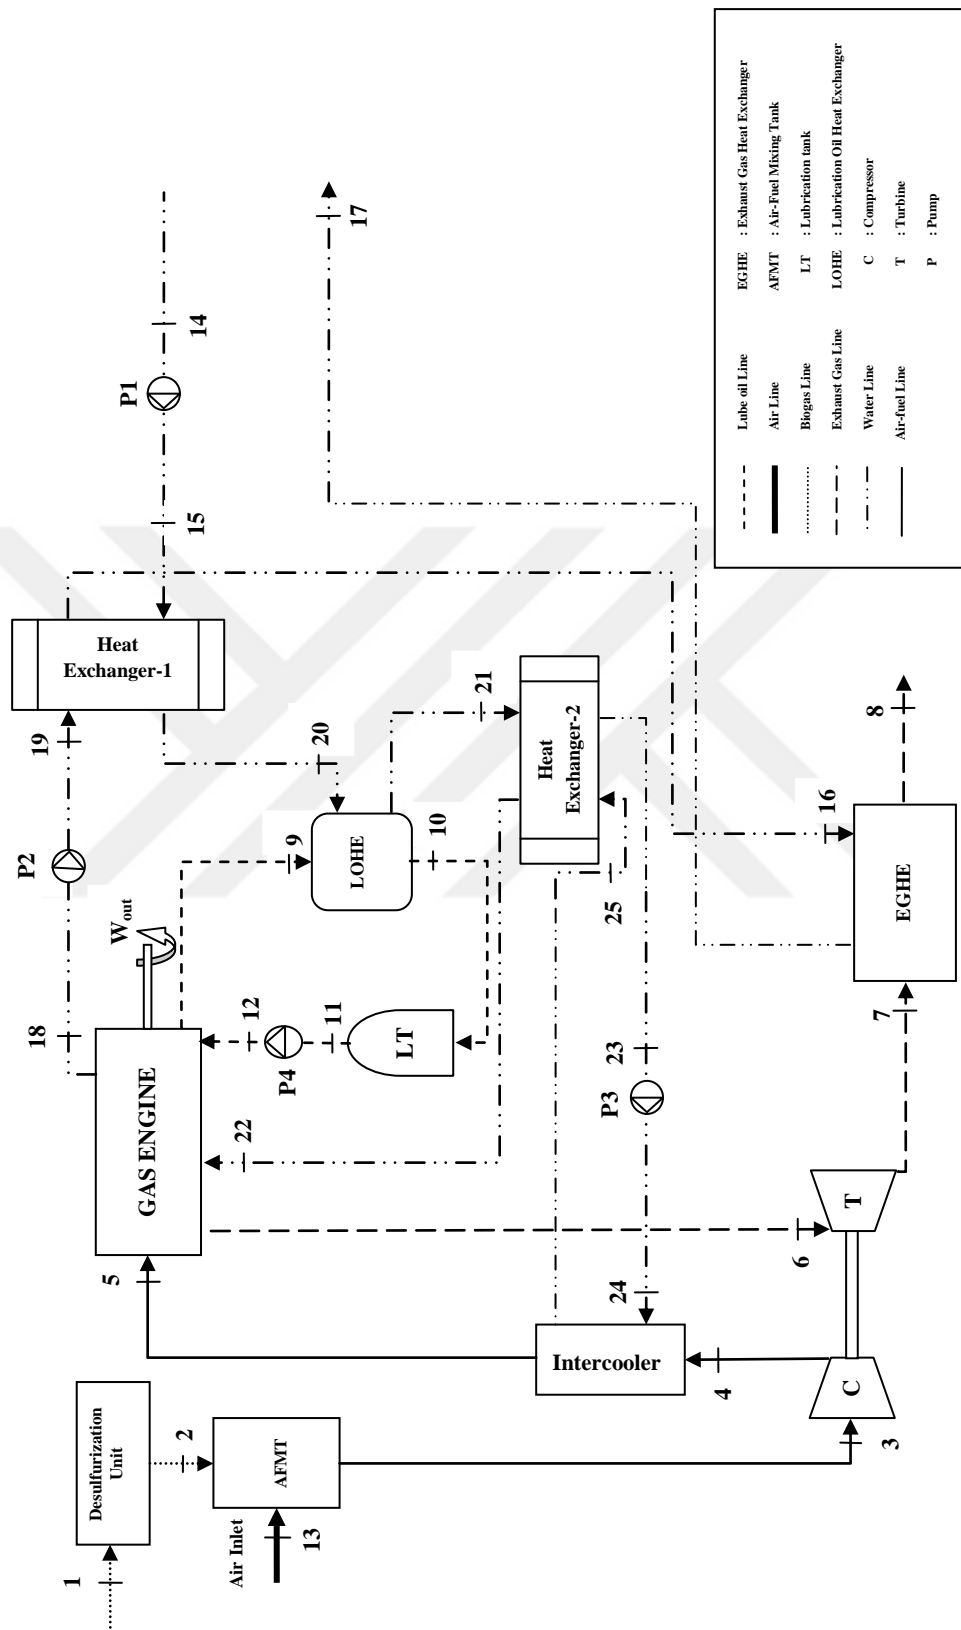 1
Desulfurization
Unit
2
Air Inlet
13
AFMT
3
C
4
Intercooler
5
GAS ENGINE
W out
18
P2
19
Heat
Exchanger-1
15
P1
14
17
20
9
LOHE
10
21
12
P4
11
LT
22
Heat
Exchanger-2
25
23
P3
24
6
T
7
EGHE
16
8
Lube oil Line
Air Line
Biogas Line
Exhaust Gas Line
Water Line
Air-fuel Line
EGHE : Exhaust Gas Heat Exchanger
AFMT : Air-Fuel Mixing Tank
LT : Lubrication tank
LOHE : Lubrication Oil Heat Exchanger
C : Compressor
T : Turbine
P : Pump